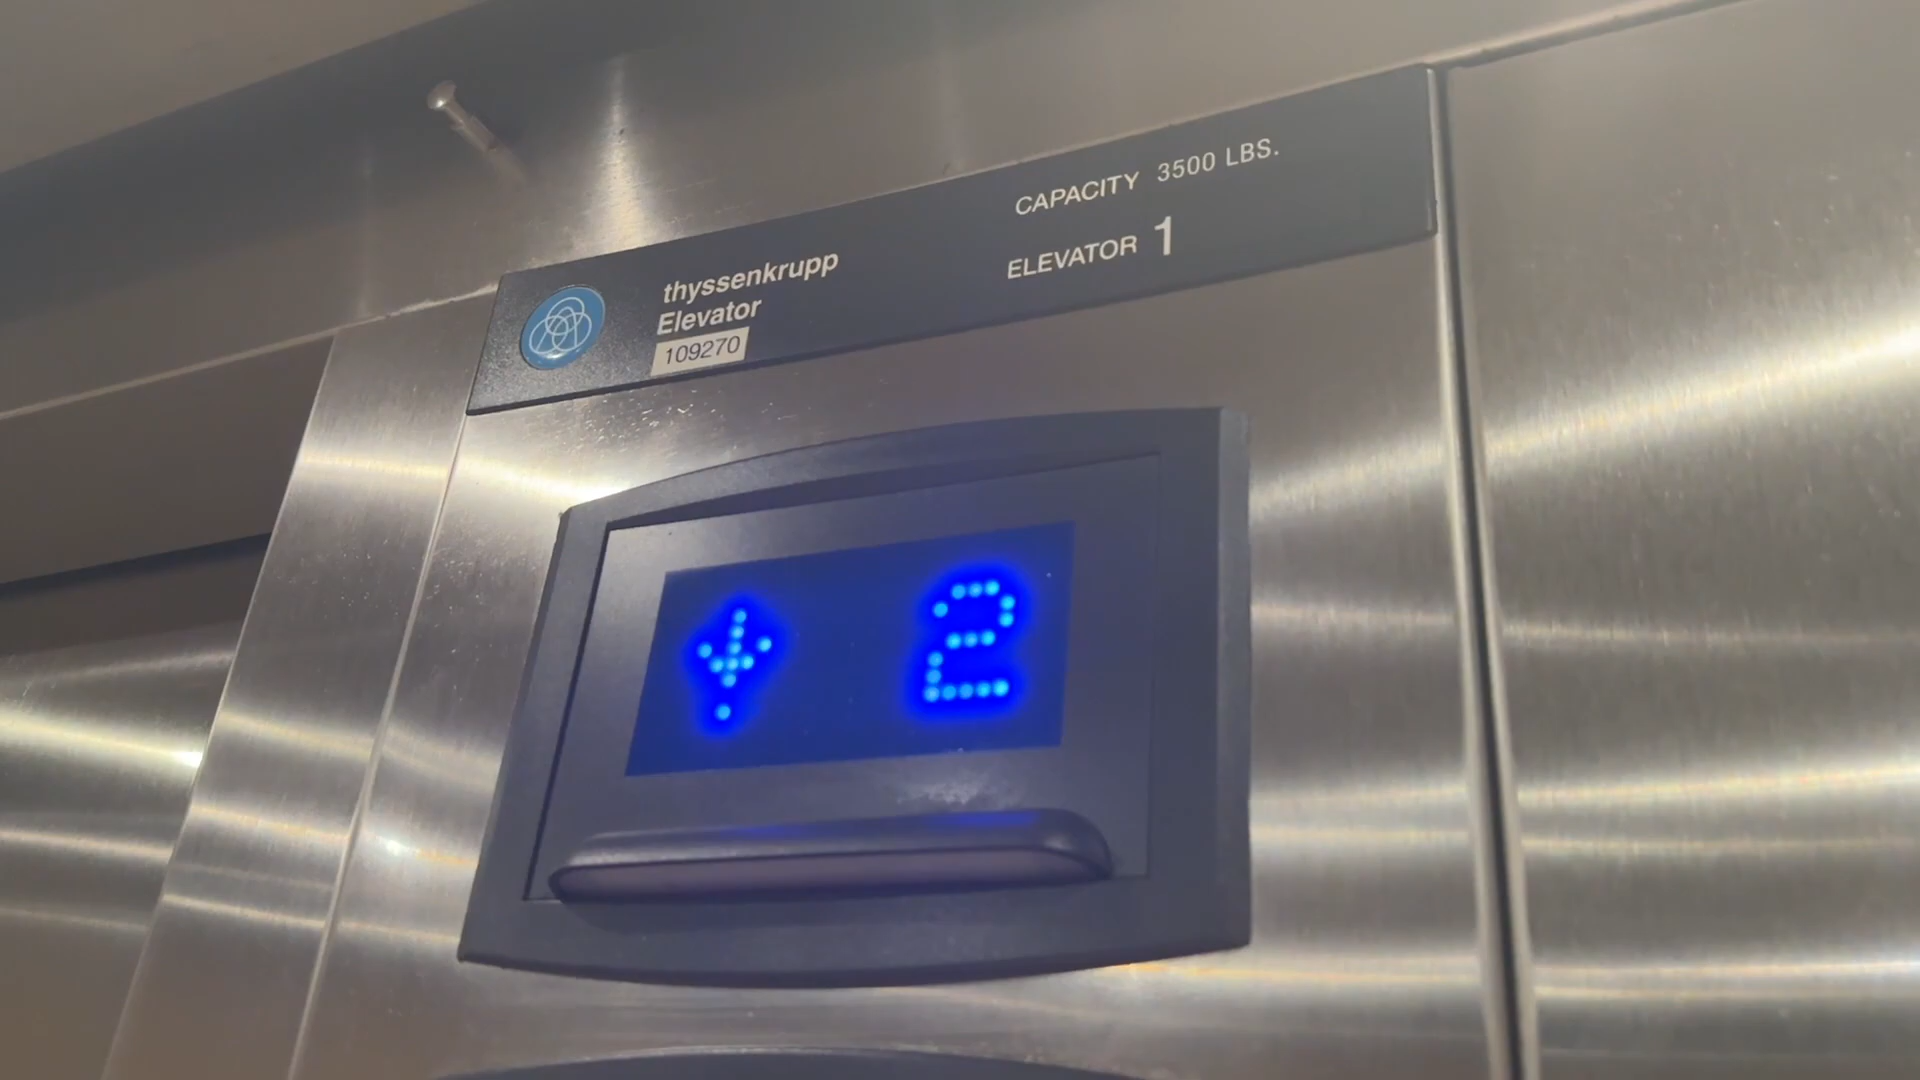 CAPACITY 3500 LBS.
ELEVATOR 1
thyssenkrupp
Elevator
109270
2